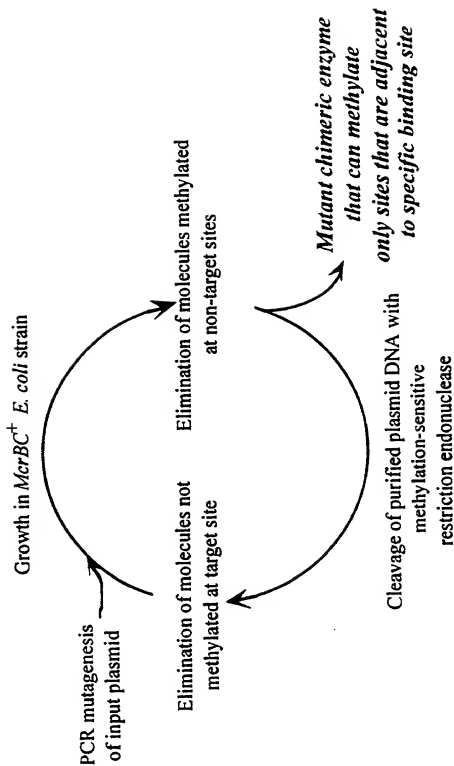 Growth in McrBC+ E. coli strain
PCR mutagenesis
of input plasmid
Elimination of molecules not
methylated at target site
Elimination of molecules methylated
at non-target sites
Mutant chimeric enzyme
that can methylate
only sites that are adjacent
to specific binding site
Cleavage of purified plasmid DNA with
methylation-sensitive
restriction endonuclease